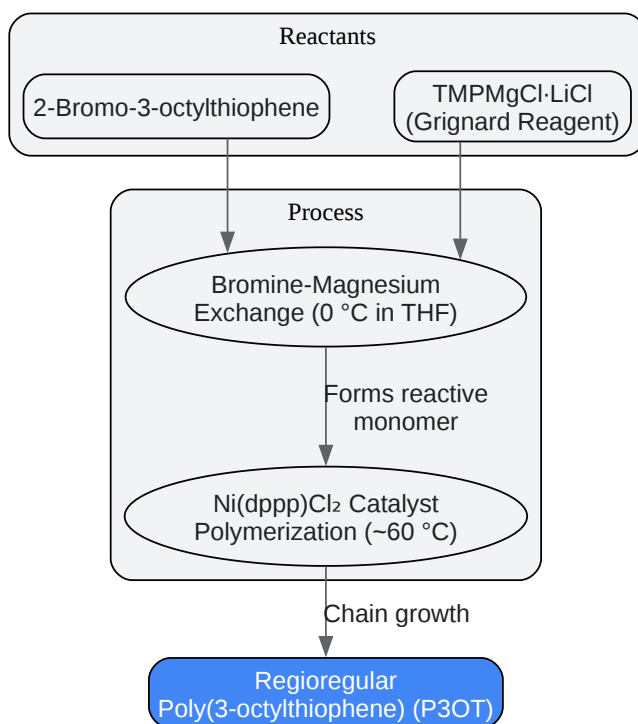 Reactants
2-Bromo-3-octylthiophene
TMPMgCl·LiCl
(Grignard Reagent)
Process
Bromine-Magnesium
Exchange (0 °C in THF)
Forms reactive
monomer
Ni(dppp)Cl₂ Catalyst
Polymerization (~60 °C)
Chain growth
Regioregular
Poly(3-octylthiophene) (P3OT)